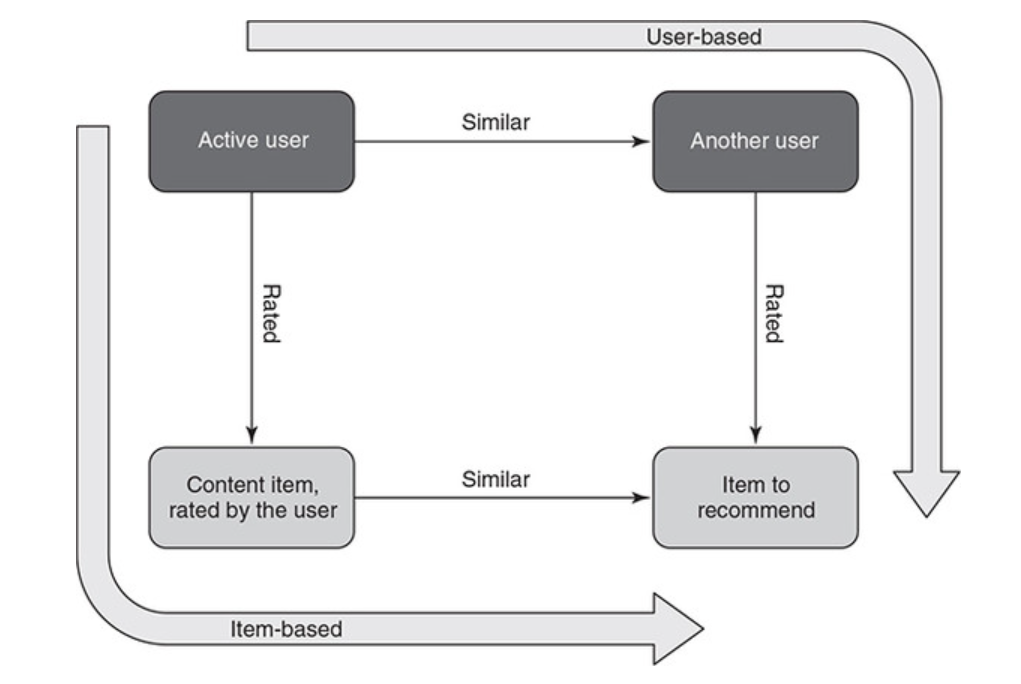 User-based
Active user
Similar
Another user
Rated
Rated
Content item,
rated by the user
Similar
Item to
recommend
Item-based